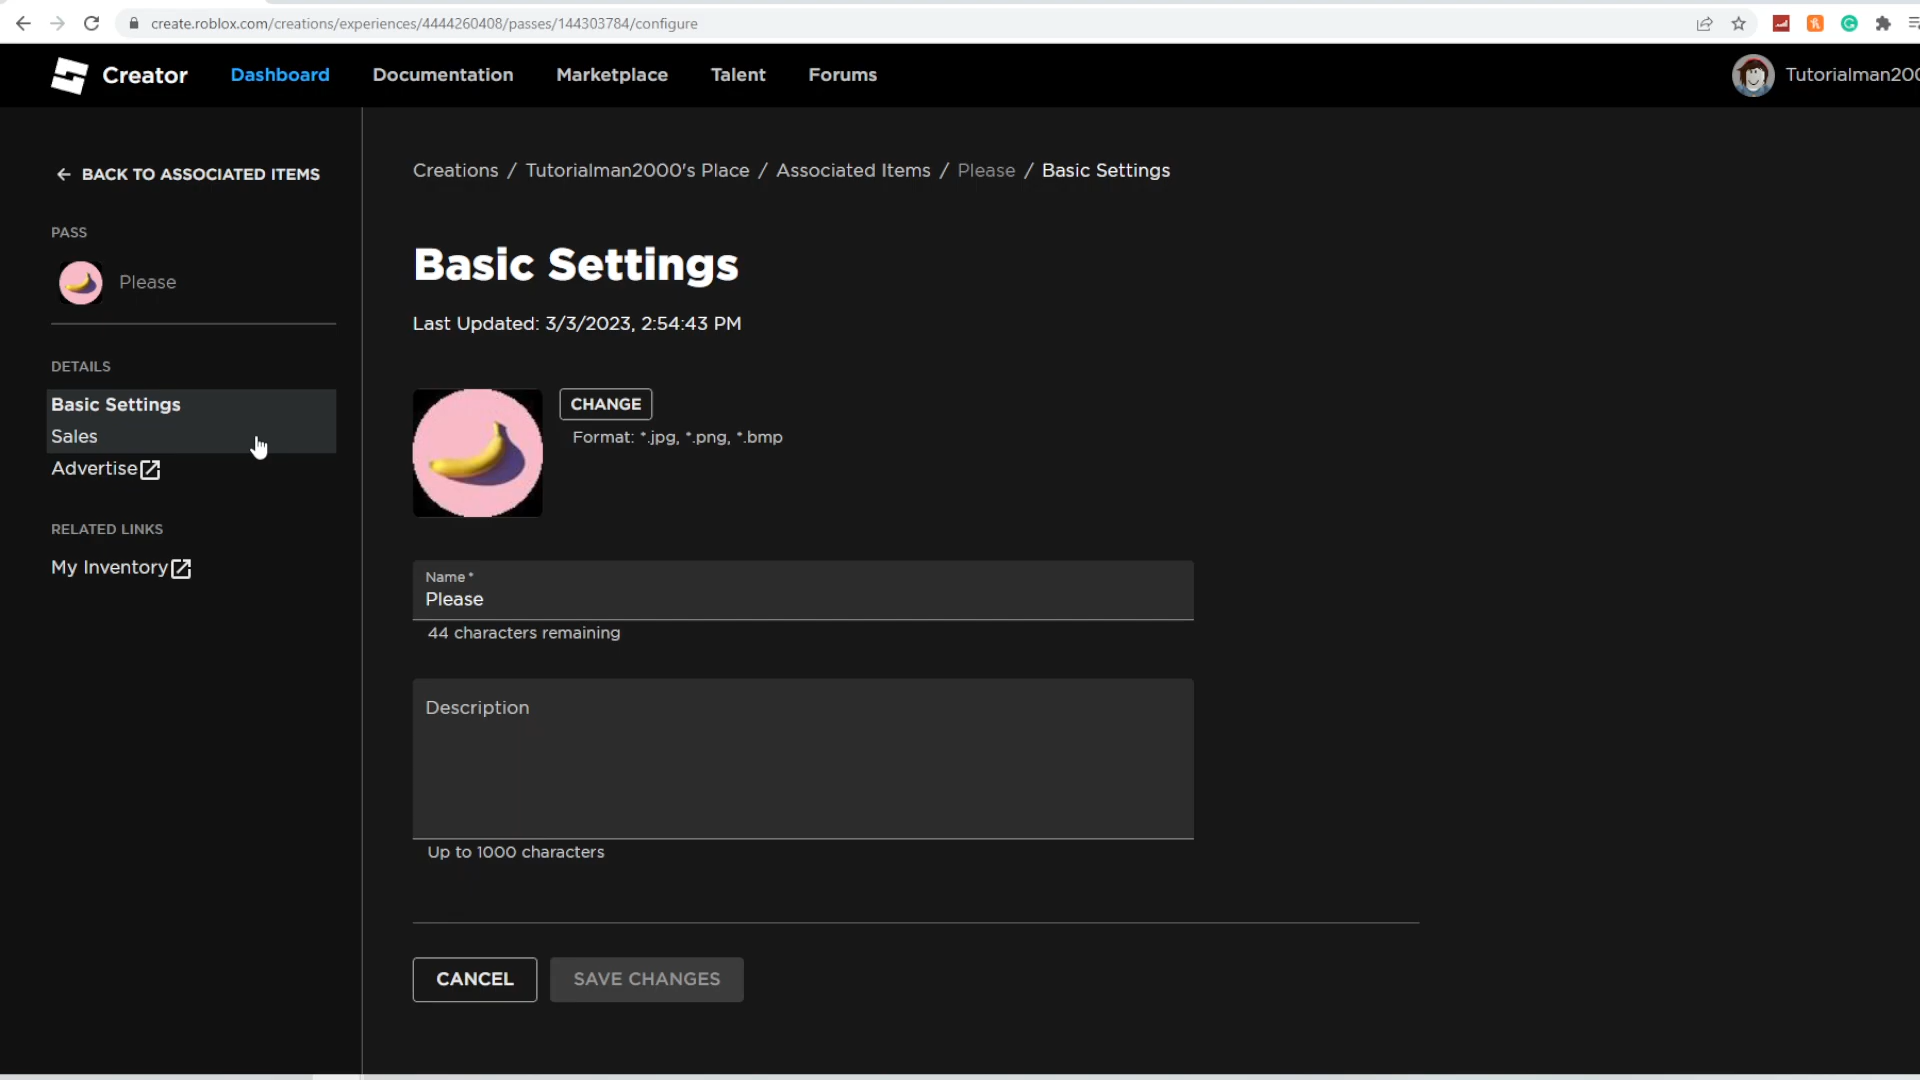 create.roblox.com/creations/experiences/4444260408/passes/144303784/configure
Creator Dashboard Documentation Marketplace Talent Forums Tutorialman200
BACK TO ASSOCIATED ITEMS
PASS
Please
DETAILS
Basic Settings
Sales
Advertise
RELATED LINKS
My Inventory
Creations / Tutorialman2000's Place / Associated Items / Please / Basic Settings
Basic Settings
Last Updated: 3/3/2023, 2:54:43 PM
CHANGE
Format: *.jpg, *.png, *.bmp
Name *
Please
44 characters remaining
Description
Up to 1000 characters
CANCEL SAVE CHANGES